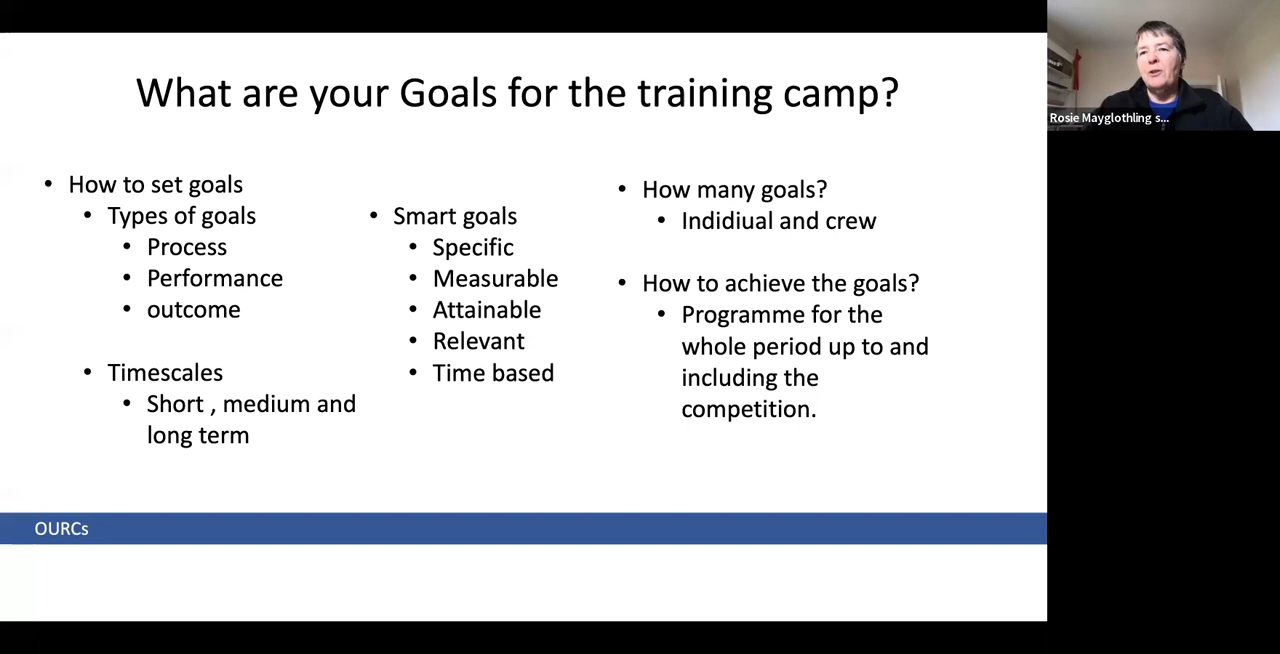 What are your Goals for the training camp?
• How to set goals
• Types of goals
• Process
• Performance
• outcome
• Timescales
• Short , medium and
long term
• Smart goals
• Specific
• Measurable
• Attainable
• Relevant
• Time based
• How many goals?
• Indidiual and crew
• How to achieve the goals?
• Programme for the
whole period up to and
including the
competition.
OURCs
Rosie Mayglothling s...